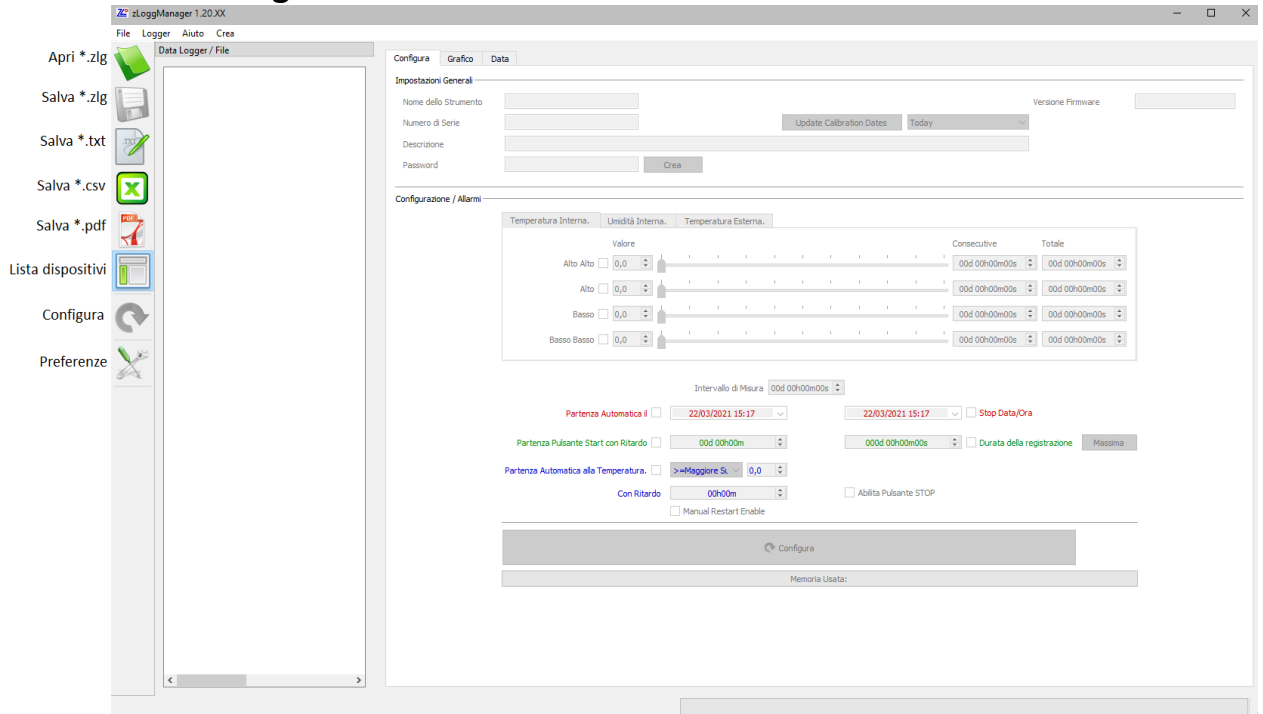 zLoggManager 1.20.XX
File Logger Aiuto Crea
Data Logger / File
Apri *.zlg
Salva *.zlg
Salva *.txt
Salva *.csv
Salva *.pdf
Lista dispositivi
Configura
Preferenze
Configura Grafico Data
Impostazioni Generali
Nome dello Strumento Versione Firmware
Numero di Serie Update Calibration Dates Today
Descrizione
Password Crea
Configurazione / Allarmi
Temperatura Interna. Umidità Interna. Temperatura Esterna.
Valore Consecutive Totale
Alto Alto 0,0 00d 00h00m00s 00d 00h00m00s
Alto 0,0 00d 00h00m00s 00d 00h00m00s
Basso 0,0 00d 00h00m00s 00d 00h00m00s
Basso Basso 0,0 00d 00h00m00s 00d 00h00m00s
Intervallo di Misura 00d 00h00m00s
Partenza Automatica il 22/03/2021 15:17 22/03/2021 15:17 Stop Data/Ora
Partenza Pulsante Start con Ritardo 00d 00h00m 000d 00h00m00s Durata della registrazione Massima
Partenza Automatica alla Temperatura. >=Maggiore Su 0,0
Con Ritardo 00h00m Abilita Pulsante STOP
Manual Restart Enable
Configura
Memoria Usata: